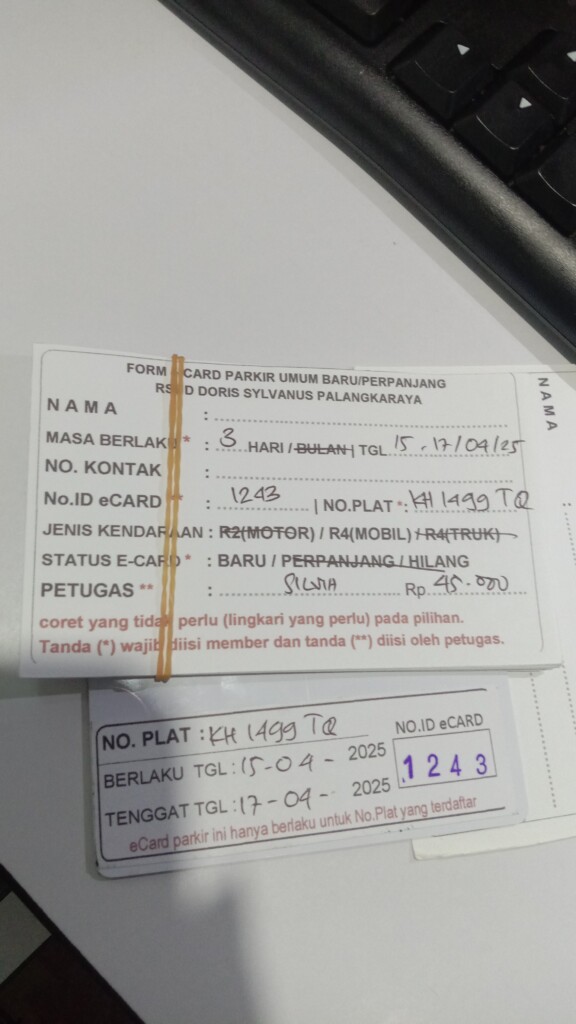 FORM CARD PARKIR UMUM BARU/PERPANJANG
RS D DORIS SYLVANUS PALANGKARAYA
NAMA :
MASA BERLAKU * : 3 HARI / BULAN | TGL 15 - 17/04/25
NO. KONTAK :
No.ID eCARD * : 1243 | NO.PLAT * : KH 1499 TQ
JENIS KENDARAAN : R2(MOTOR) / R4(MOBIL) / R4(TRUK)
STATUS E-CARD * : BARU / PERPANJANG / HILANG
PETUGAS ** : SILVIA Rp. 45.000
coret yang tidak perlu (lingkari yang perlu) pada pilihan.
Tanda (*) wajib diisi member dan tanda (**) diisi oleh petugas.
NAMA
NO. PLAT : KH 1499 TQ
BERLAKU TGL : 15-04 - 2025
TENGGAT TGL : 17-04 - 2025
NO.ID eCARD
1243
eCard parkir ini hanya berlaku untuk No.Plat yang terdaftar